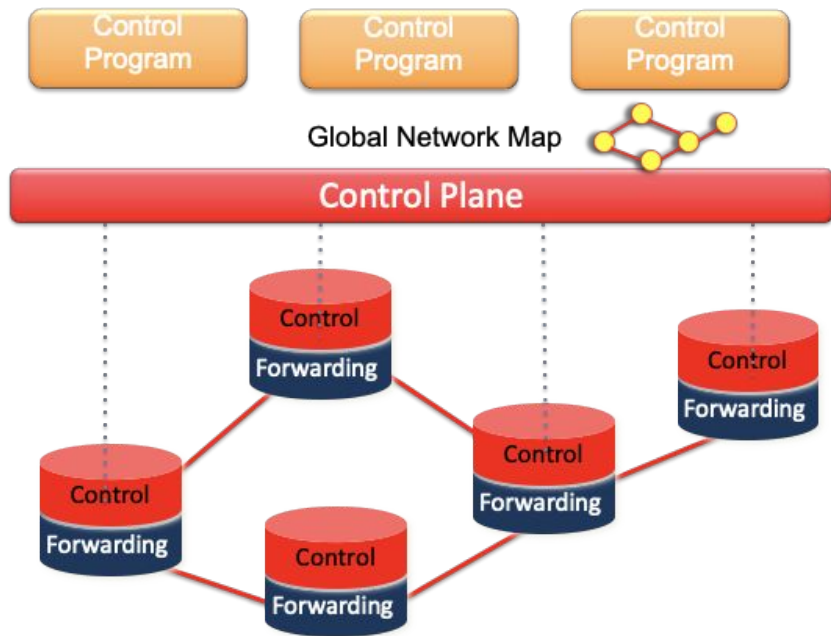 Control
Program
Control
Program
Control
Program
Global Network Map
Control Plane
Control
Forwarding
Control
Forwarding
Control
Forwarding
Control
Forwarding
Control
Forwarding